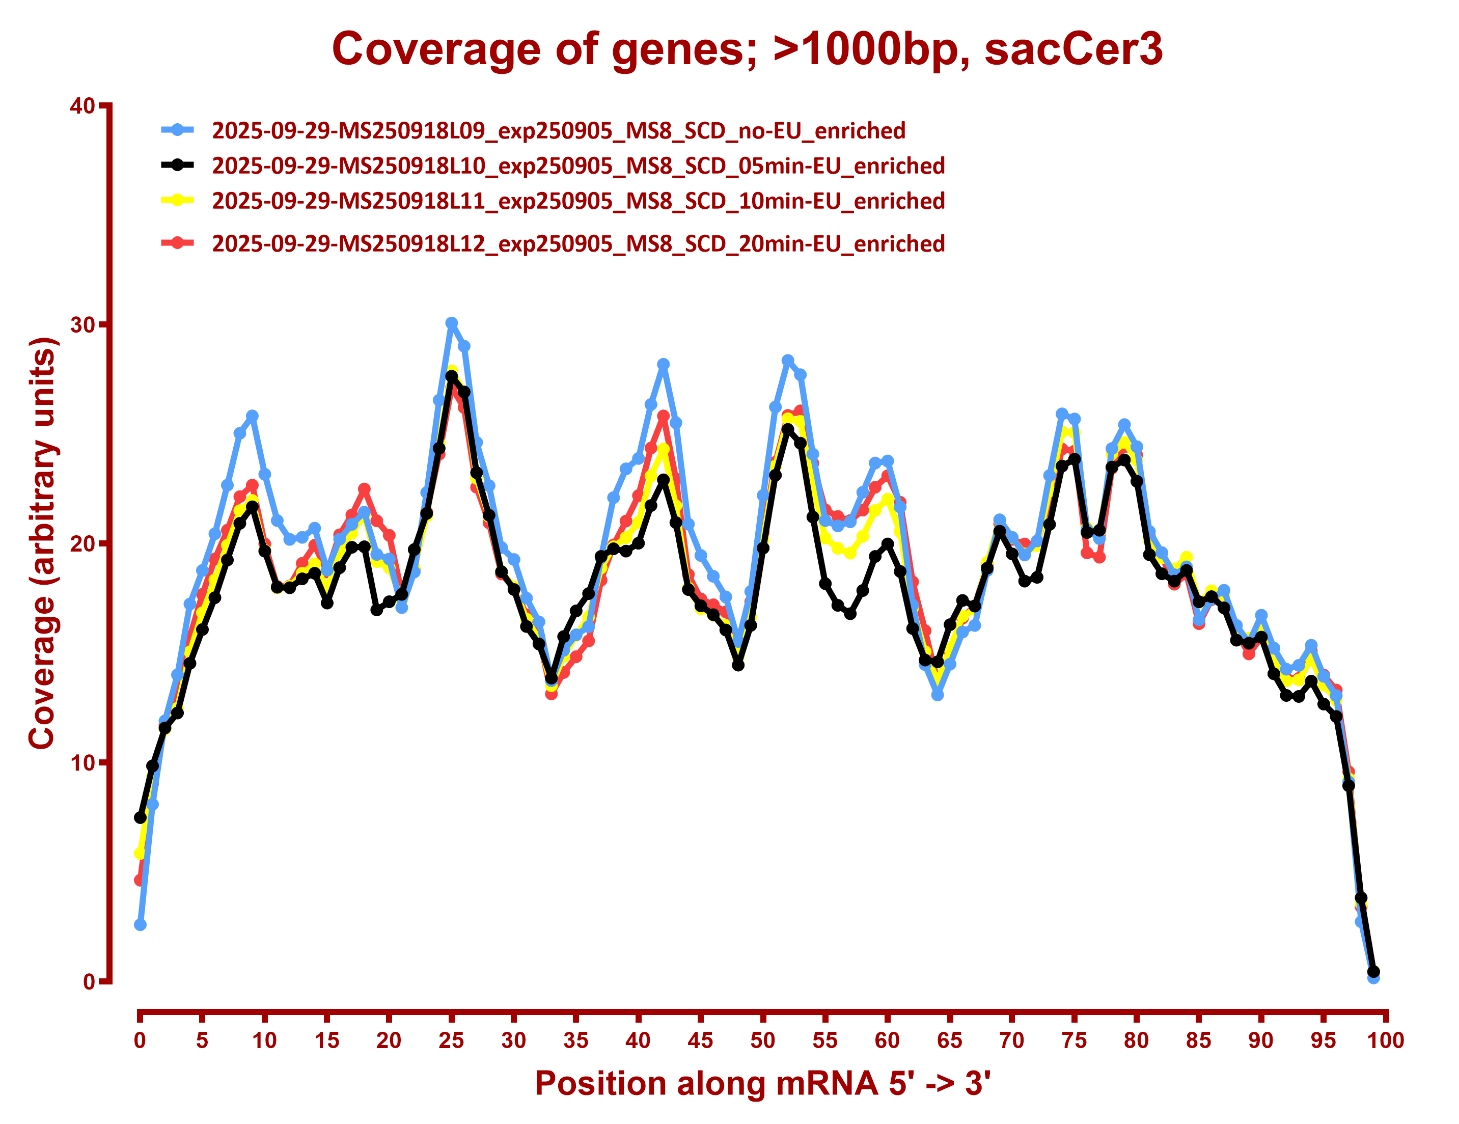 Coverage of genes; >1000bp, sacCer3
2025-09-29-MS250918L09_exp250905_MS8_SCD_no-EU_enriched
2025-09-29-MS250918L10_exp250905_MS8_SCD_05min-EU_enriched
2025-09-29-MS250918L11_exp250905_MS8_SCD_10min-EU_enriched
2025-09-29-MS250918L12_exp250905_MS8_SCD_20min-EU_enriched
Coverage (arbitrary units)
40
30
20
10
0
0 5 10 15 20 25 30 35 40 45 50 55 60 65 70 75 80 85 90 95 100
Position along mRNA 5' -> 3'